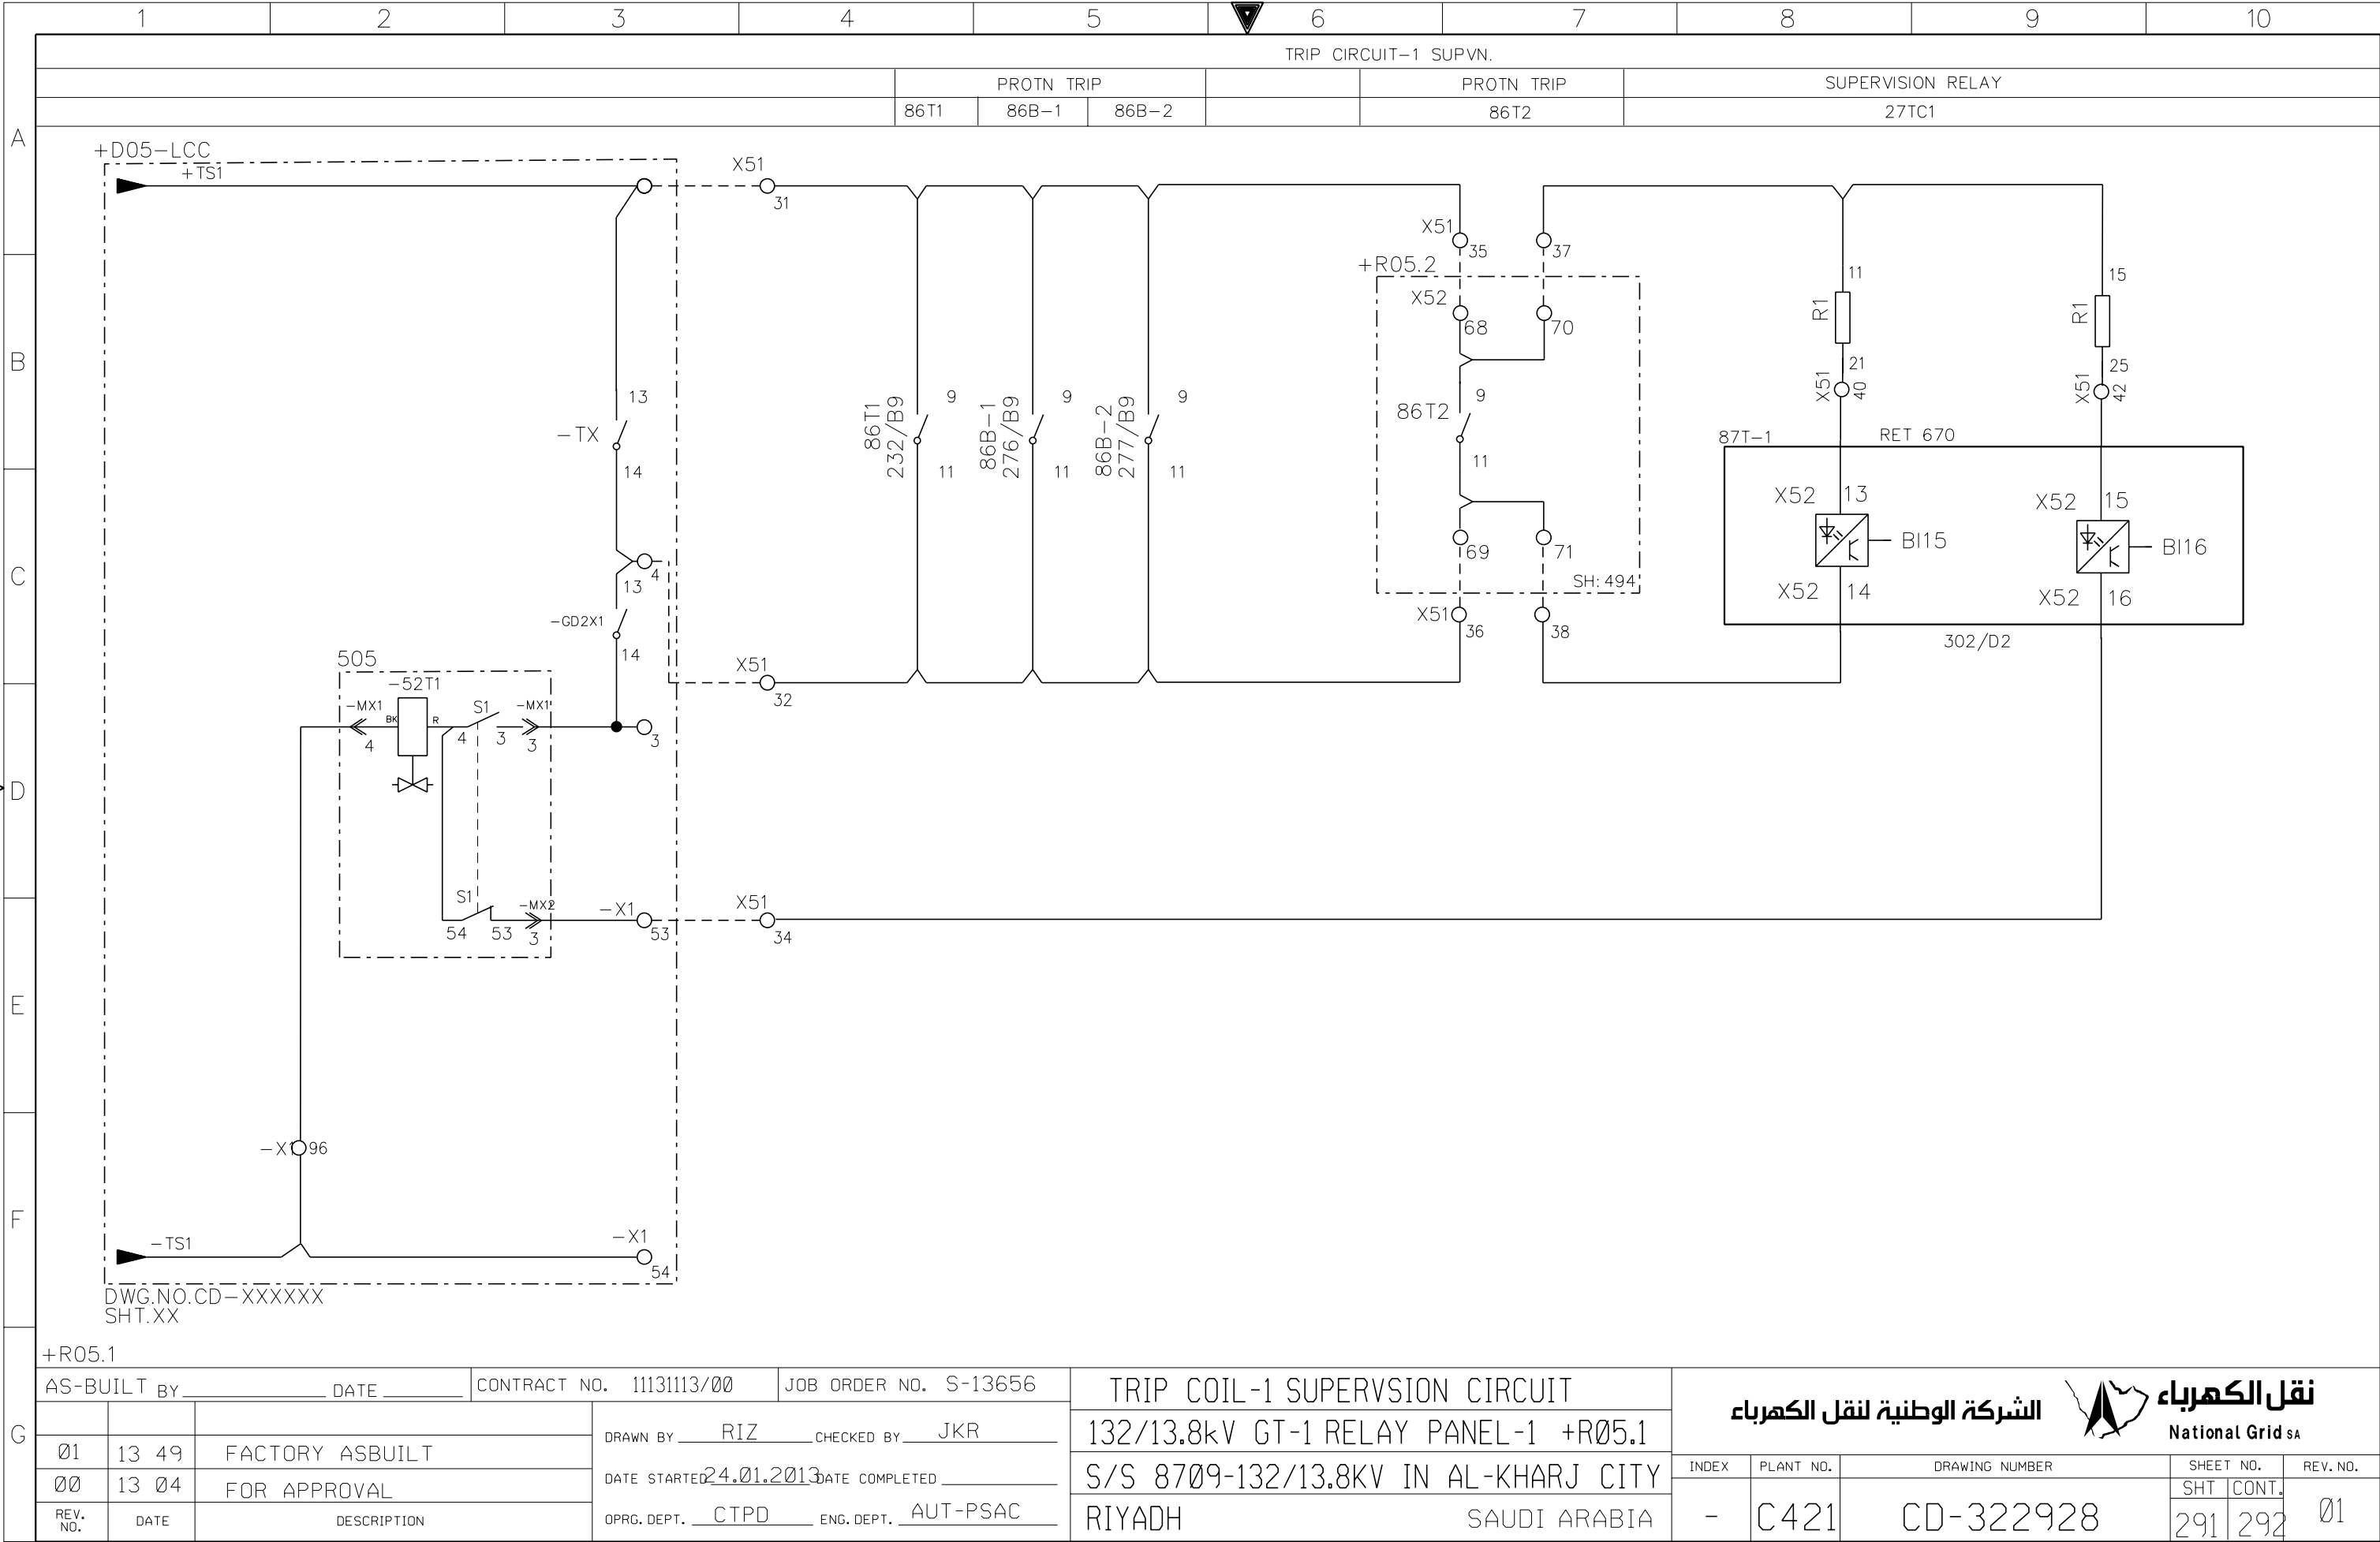 1 2 3 4 5 6 7 8 9 10
TRIP CIRCUIT-1 SUPVN.
PROTN TRIP PROTN TRIP SUPERVISION RELAY
86T1 86B-1 86B-2 86T2 27TC1
A
B
C
D
E
F
G
+D05-LCC
+TS1
X51
31
X51
35
37
+R05.2
X52
68
70
11
R1
21
X51
40
15
R1
25
X51
42
13
-TX
14
86T1
232/B9
9
11
86B-1
276/B9
9
11
86B-2
277/B9
9
11
86T2
9
11
87T-1
RET 670
X52 13
BI15
X52 14
X52 15
BI16
X52 16
302/D2
4
13
-GD2X1
14
69
71
SH:494
X51
36
38
X51
32
505
-52T1
-MX1
BK
R
4
S1
4
3
-MX1
3
3
S1
54
53
-MX2
3
-X1
53
X51
34
-X1
96
-TS1
-X1
54
DWG.NO.CD-XXXXXX
SHT.XX
+R05.1
AS-BUILT BY DATE
CONTRACT NO. 11131113/00
JOB ORDER NO. S-13656
01 13 49 FACTORY ASBUILT
00 13 04 FOR APPROVAL
REV. NO. DATE DESCRIPTION
DRAWN BY RIZ CHECKED BY JKR
DATE STARTED 24.01.2013 DATE COMPLETED
OPRG. DEPT. CTPD ENG. DEPT. AUT-PSAC
TRIP COIL-1 SUPERVSION CIRCUIT
132/13.8kV GT-1 RELAY PANEL-1 +R05.1
S/S 8709-132/13.8KV IN AL-KHARJ CITY
RIYADH SAUDI ARABIA
الشركة الوطنية لنقل الكهرباء
نقل الكهرباء
National Grid SA
INDEX PLANT NO. DRAWING NUMBER SHEET NO. REV. NO.
SHT CONT.
- C421 CD-322928 291 292 01